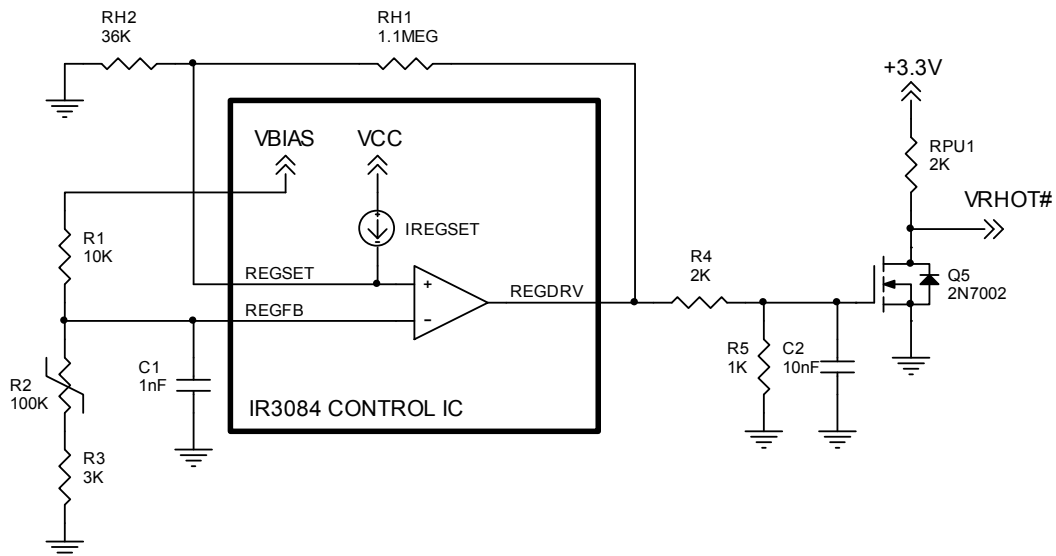 RH2
36K
RH1
1.1MEG
+3.3V
VBIAS
VCC
RPU1
2K
VRHOT#
IREGSET
R1
10K
REGSET
+
R4
2K
Q5
2N7002
REGDRV
REGFB
-
R2
100K
C1
1nF
R5
1K
C2
10nF
IR3084 CONTROL IC
R3
3K